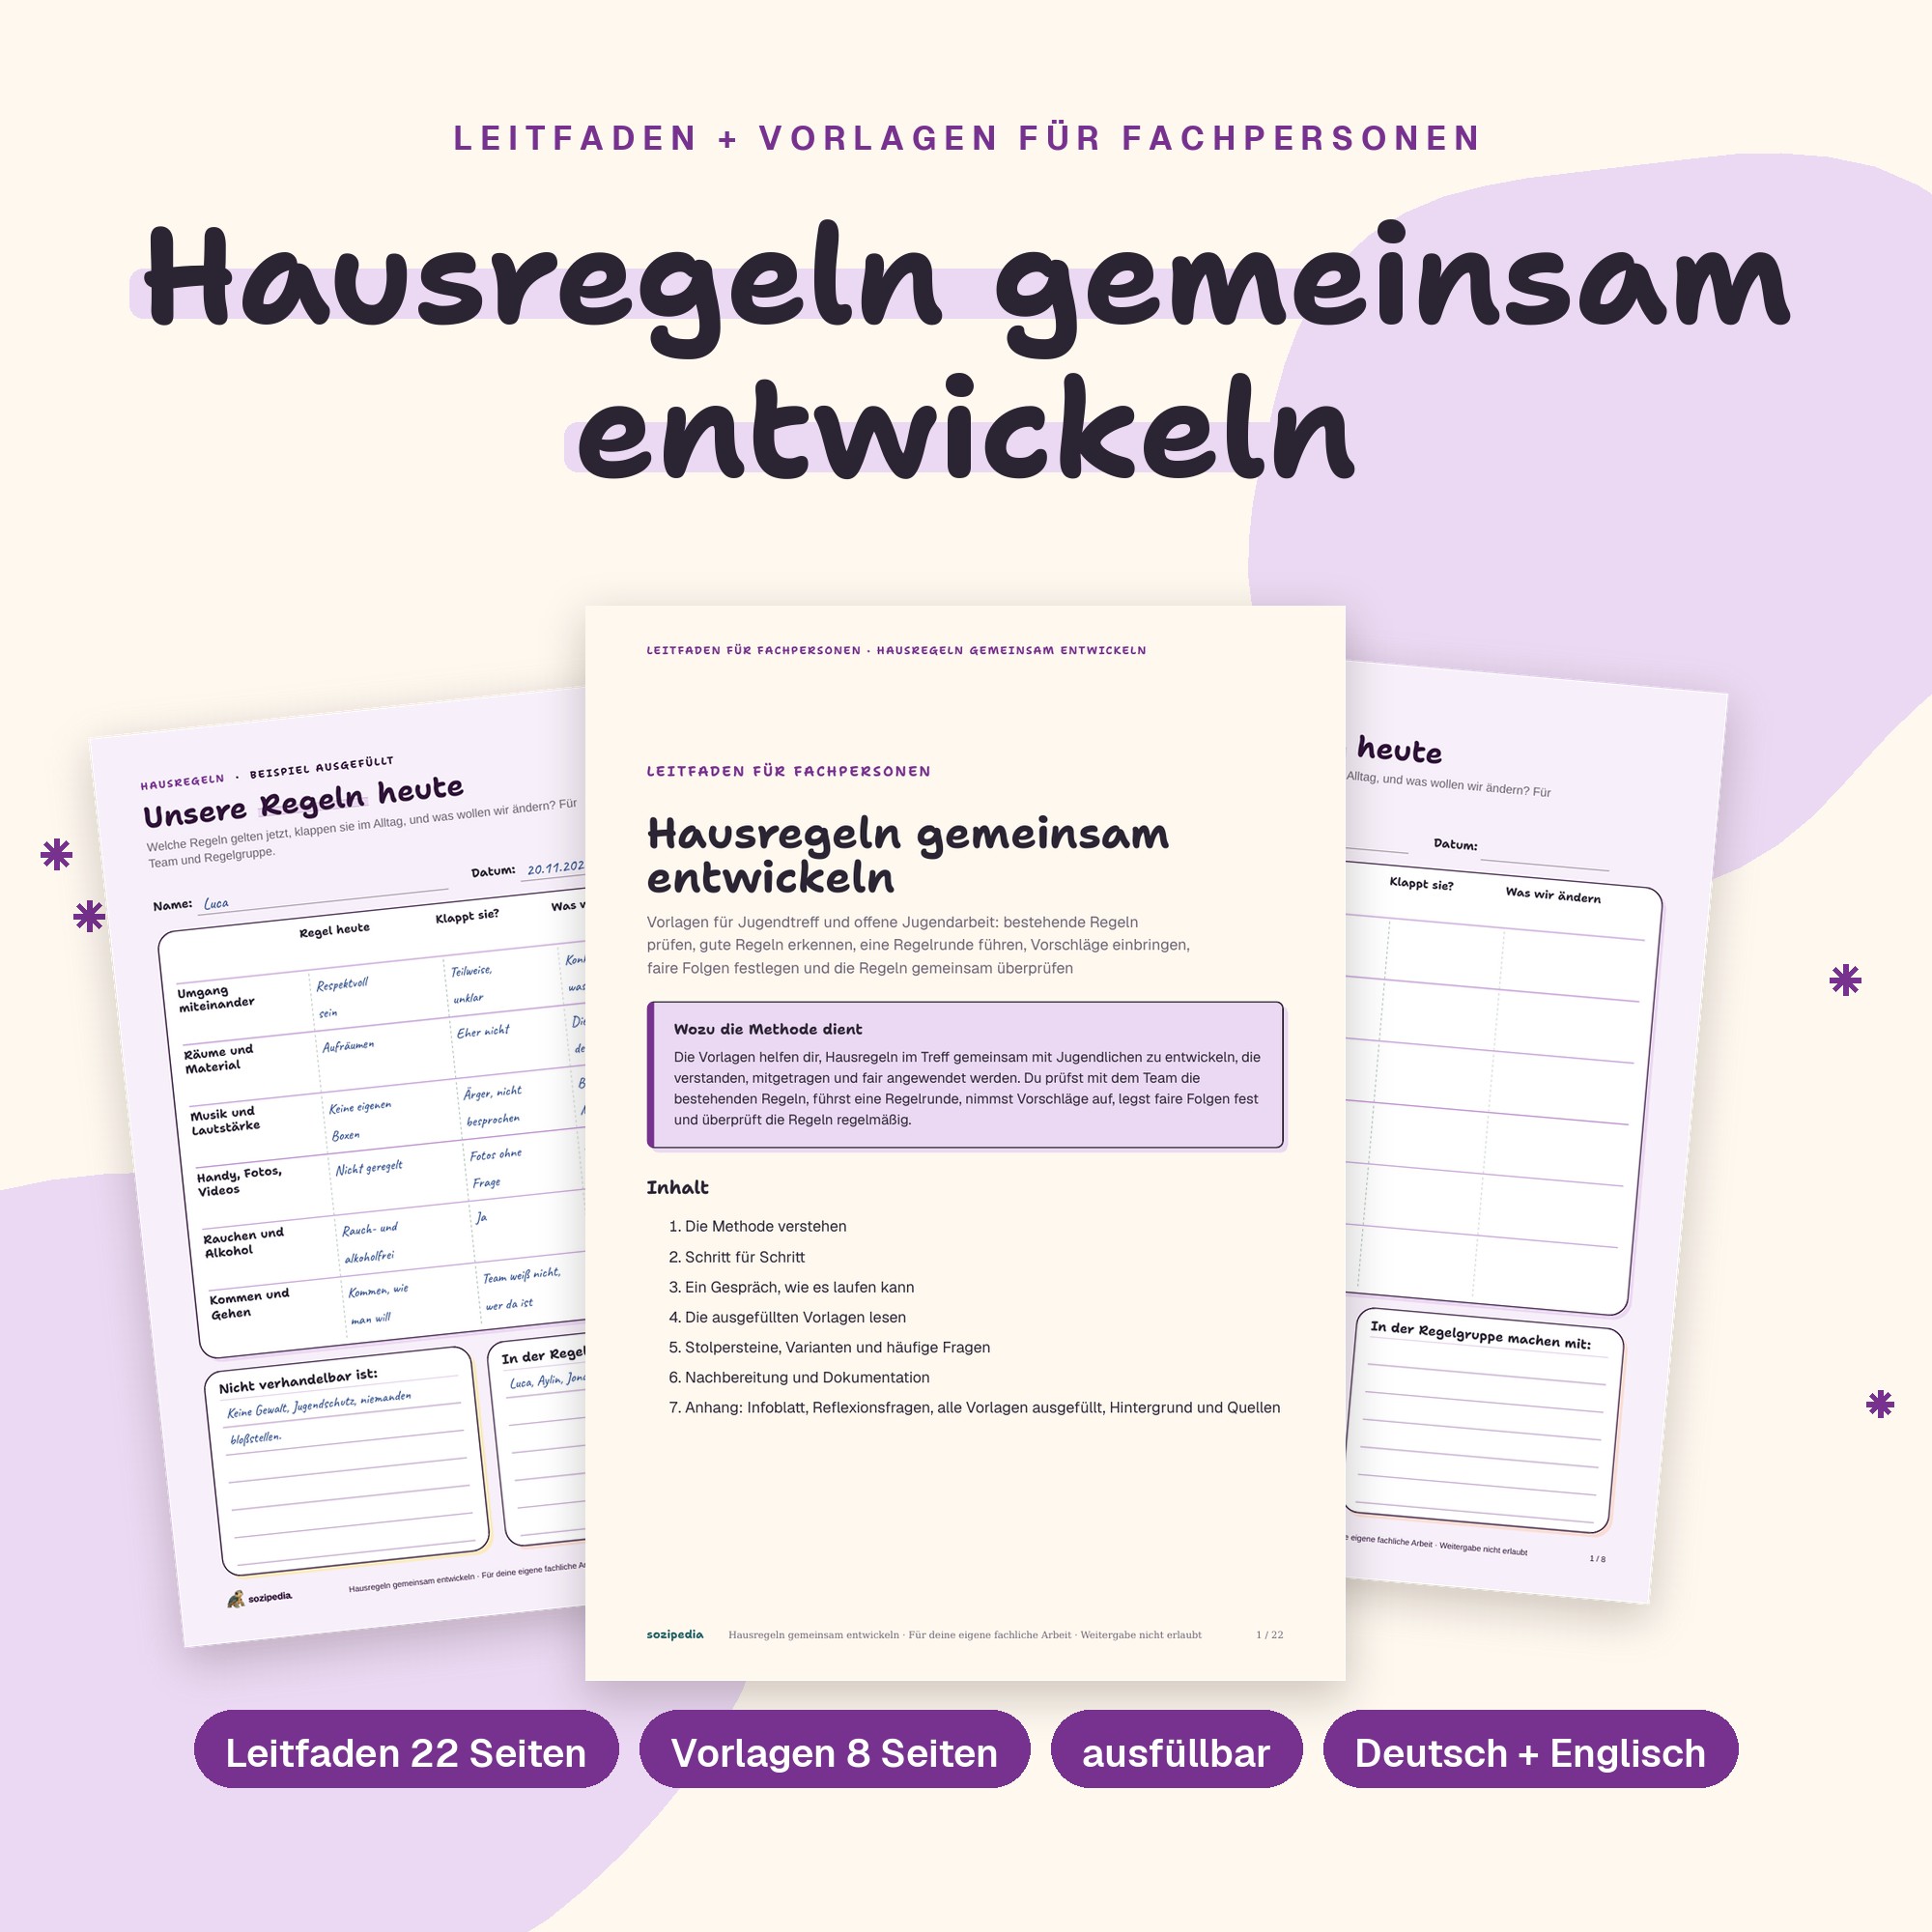 LEITFADEN + VORLAGEN FÜR FACHPERSONEN
Hausregeln gemeinsam
entwickeln
HAUSREGELN · BEISPIEL AUSGEFÜLLT
Unsere Regeln heute
Welche Regeln gelten jetzt, klappen sie im Alltag, und was wollen wir ändern? Für
Team und Regelgruppe.
Name: Luca
Datum: 20.11.202
Regel heute
Klappt sie?
Was
Umgang
miteinander
Respektvoll
sein
Teilweise,
unklar
Räume und
Material
Aufräumen
Eher nicht
Musik und
Lautstärke
Keine eigenen
Boxen
Ärger, nicht
besprochen
Handy, Fotos,
Videos
Nicht geregelt
Fotos ohne
Frage
Rauchen und
Alkohol
Rauch- und
alkoholfrei
Ja
Kommen und
Gehen
Kommen, wie
man will
Team weiß nicht,
wer da ist
Nicht verhandelbar ist:
Keine Gewalt, Jugendschutz, niemanden
bloßstellen.
In der Regel
Luca, Aylin,
sozipedia
Hausregeln gemeinsam entwickeln · Für deine eigene fachliche
LEITFADEN FÜR FACHPERSONEN · HAUSREGELN GEMEINSAM ENTWICKELN
LEITFADEN FÜR FACHPERSONEN
Hausregeln gemeinsam
entwickeln
Vorlagen für Jugendtreff und offene Jugendarbeit: bestehende Regeln
prüfen, gute Regeln erkennen, eine Regelrunde führen, Vorschläge einbringen,
faire Folgen festlegen und die Regeln gemeinsam überprüfen
Wozu die Methode dient
Die Vorlagen helfen dir, Hausregeln im Treff gemeinsam mit Jugendlichen zu entwickeln, die
verstanden, mitgetragen und fair angewendet werden. Du prüfst mit dem Team die
bestehenden Regeln, führst eine Regelrunde, nimmst Vorschläge auf, legst faire Folgen fest
und überprüft die Regeln regelmäßig.
Inhalt
1. Die Methode verstehen
2. Schritt für Schritt
3. Ein Gespräch, wie es laufen kann
4. Die ausgefüllten Vorlagen lesen
5. Stolpersteine, Varianten und häufige Fragen
6. Nachbereitung und Dokumentation
7. Anhang: Infoblatt, Reflexionsfragen, alle Vorlagen ausgefüllt, Hintergrund und Quellen
sozipedia
Hausregeln gemeinsam entwickeln · Für deine eigene fachliche Arbeit · Weitergabe nicht erlaubt
1 / 22
heute
Alltag, und was wollen wir ändern? Für
Datum:
Klappt sie?
Was wir ändern
In der Regelgruppe machen mit:
eigene fachliche Arbeit · Weitergabe nicht erlaubt
1 / 8
Leitfaden 22 Seiten
Vorlagen 8 Seiten
ausfüllbar
Deutsch + Englisch